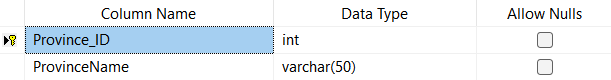 Column Name Data Type Allow Nulls
Province_ID int
ProvinceName varchar(50)